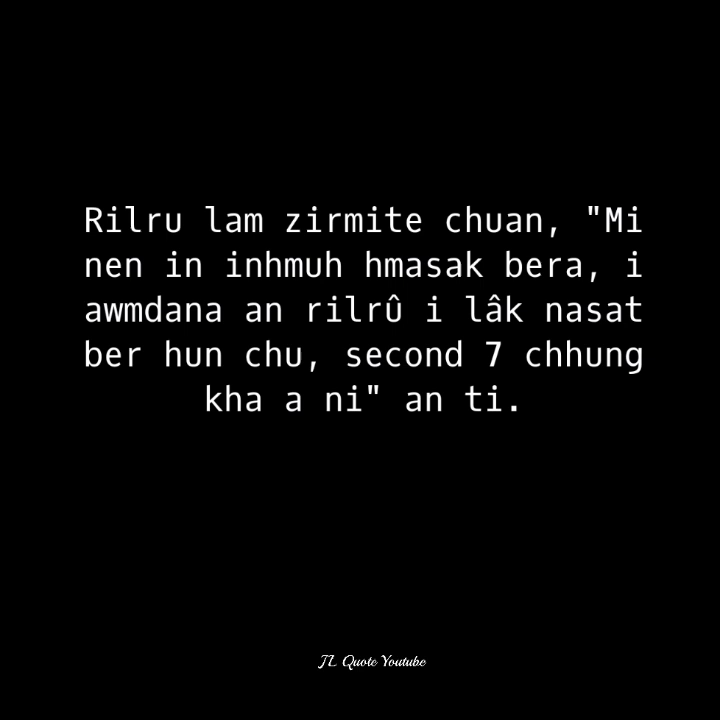 Rilru lam zirmite chuan, "Mi
nen in inhmuh hmasak bera, i
awmdana an rilrû i lâk nasat
ber hun chu, second 7 chhung
kha a ni" an ti.
JL Quote Youtube